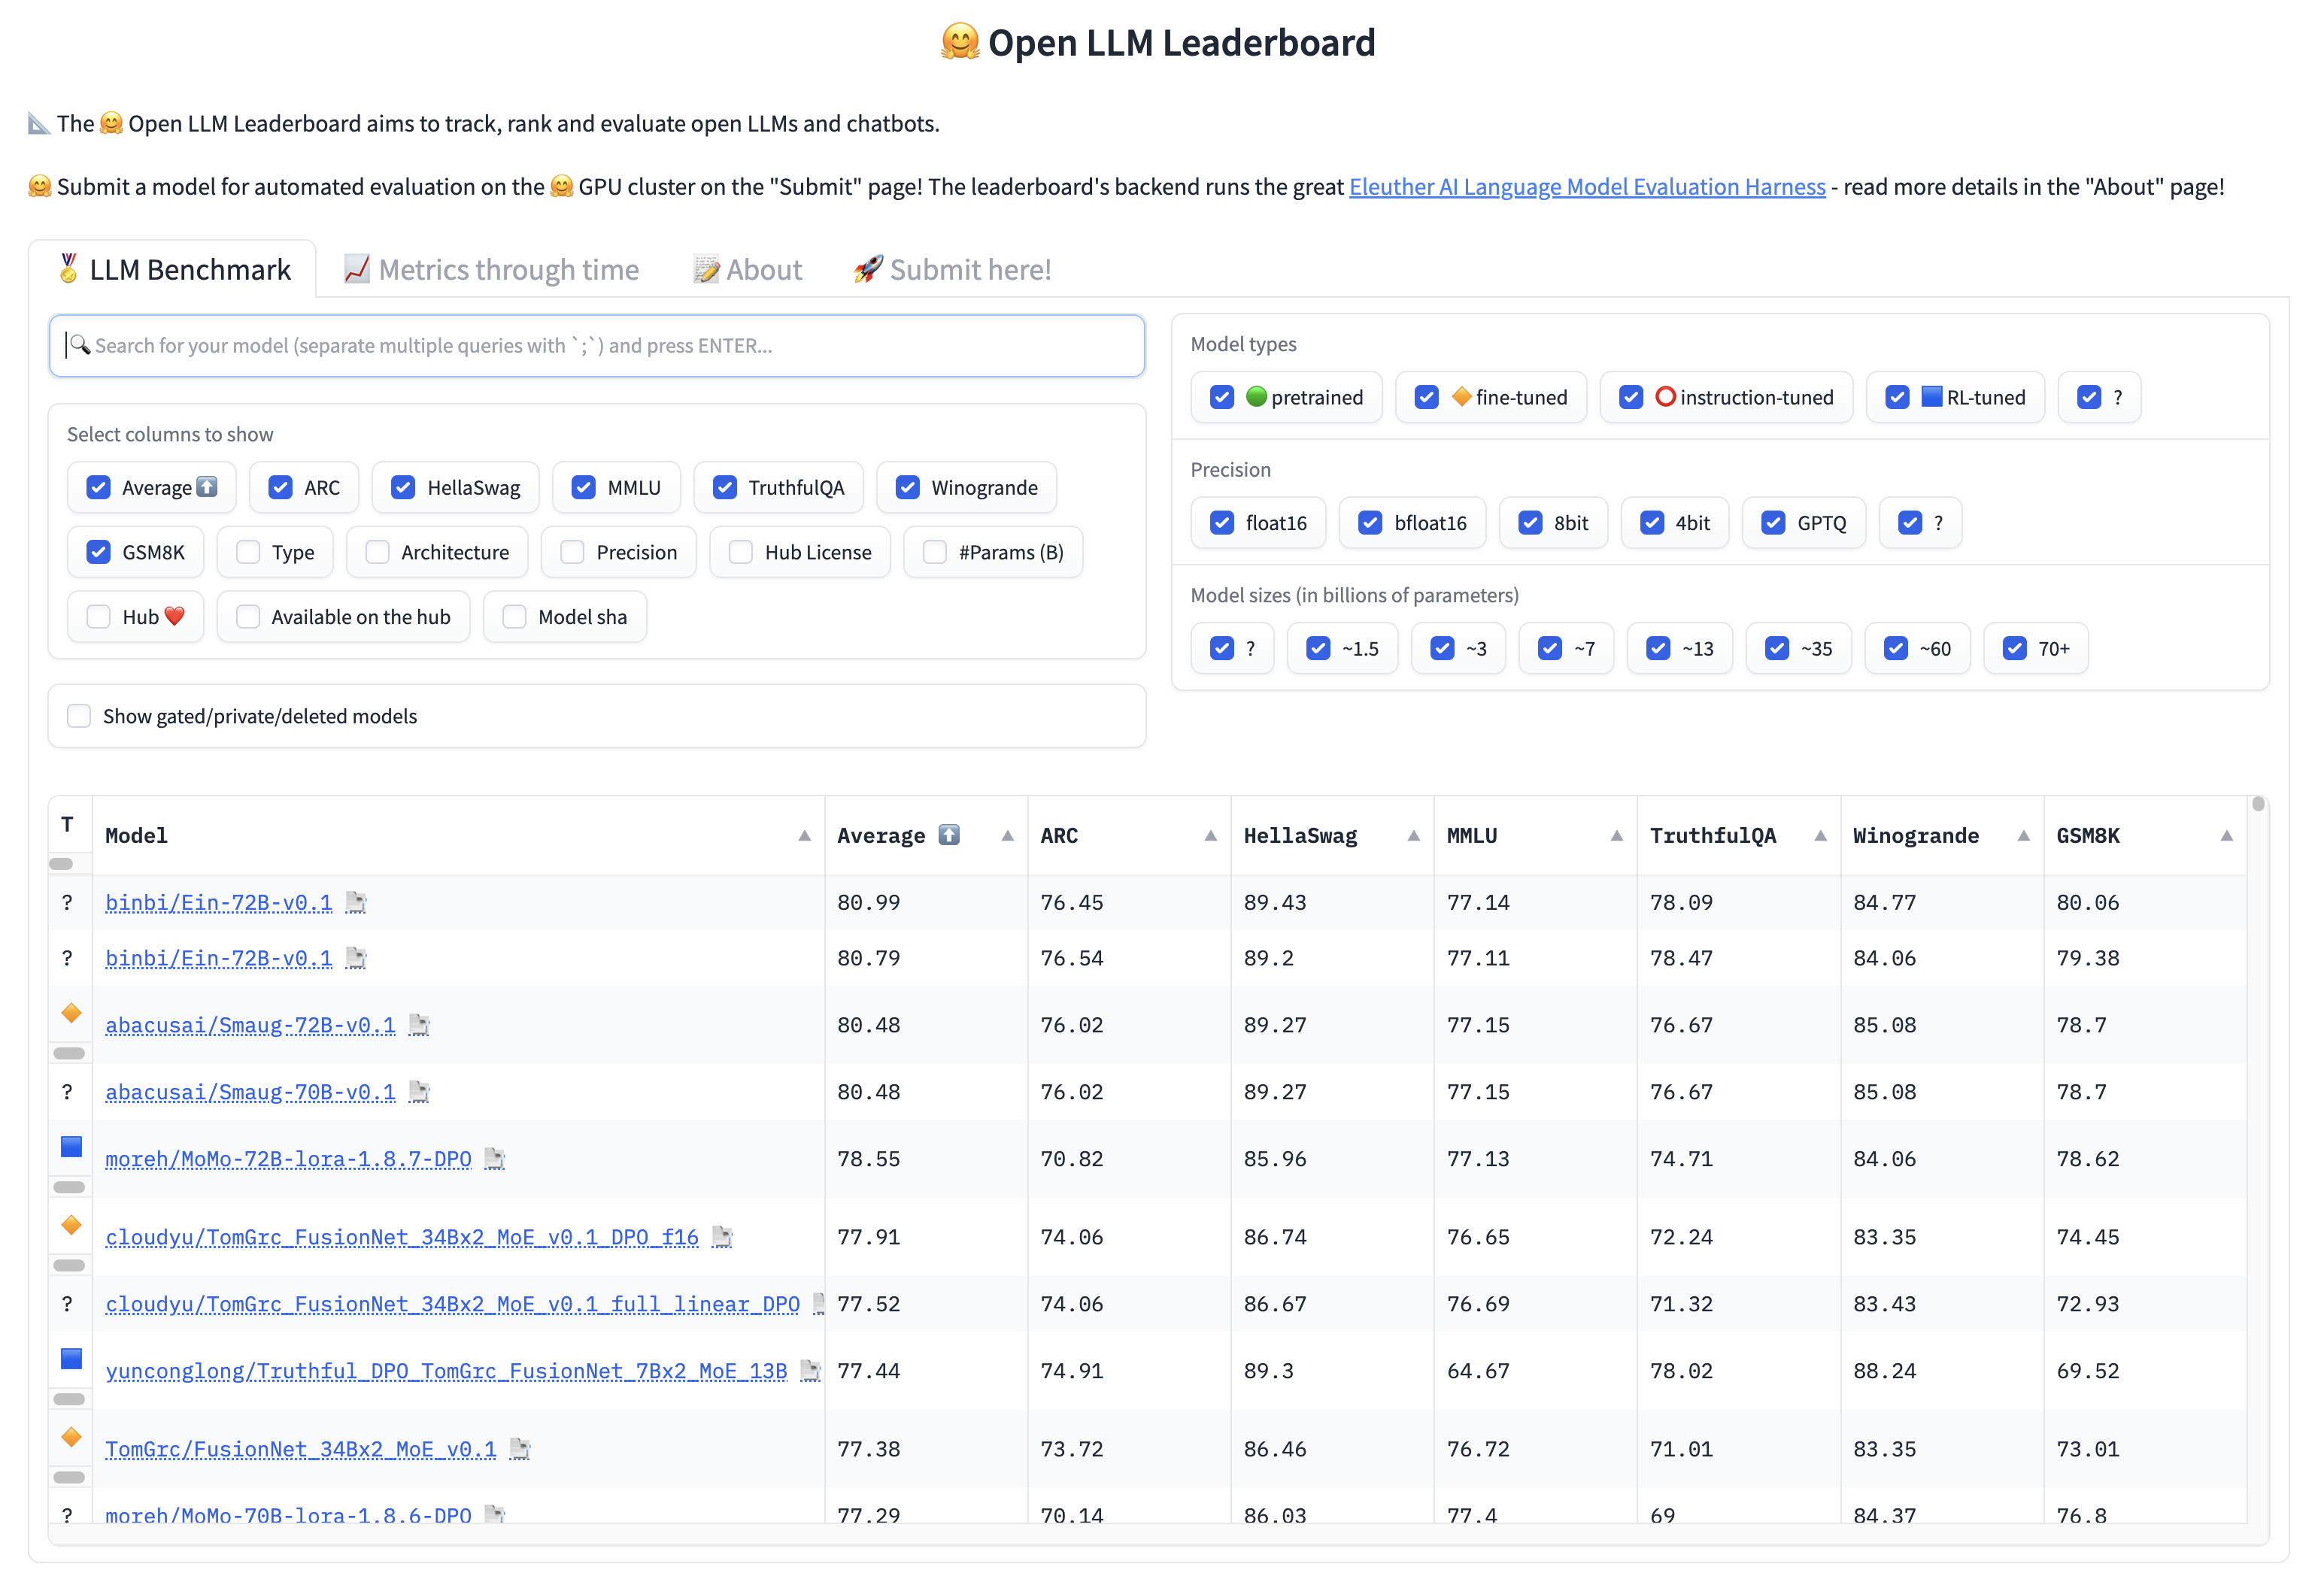 🤗 Open LLM Leaderboard
📐 The 🤗 Open LLM Leaderboard aims to track, rank and evaluate open LLMs and chatbots.
🤗 Submit a model for automated evaluation on the 🤗 GPU cluster on the "Submit" page! The leaderboard's backend runs the great Eleuther AI Language Model Evaluation Harness - read more details in the "About" page!
🏅 LLM Benchmark 📈 Metrics through time 📝 About 🚀 Submit here!
🔍 Search for your model (separate multiple queries with `;`) and press ENTER...
Select columns to show
Average ⬆️ ARC HellaSwag MMLU TruthfulQA Winogrande
GSM8K Type Architecture Precision Hub License #Params (B)
Hub ❤️ Available on the hub Model sha
Show gated/private/deleted models
Model types
🟢 pretrained 🔶 fine-tuned ⭕ instruction-tuned 🟦 RL-tuned ?
Precision
float16 bfloat16 8bit 4bit GPTQ ?
Model sizes (in billions of parameters)
? ~1.5 ~3 ~7 ~13 ~35 ~60 70+
T Model Average ⬆️ ARC HellaSwag MMLU TruthfulQA Winogrande GSM8K
? binbi/Ein-72B-v0.1 📑 80.99 76.45 89.43 77.14 78.09 84.77 80.06
? binbi/Ein-72B-v0.1 📑 80.79 76.54 89.2 77.11 78.47 84.06 79.38
🔶 abacusai/Smaug-72B-v0.1 📑 80.48 76.02 89.27 77.15 76.67 85.08 78.7
? abacusai/Smaug-70B-v0.1 📑 80.48 76.02 89.27 77.15 76.67 85.08 78.7
🟦 moreh/MoMo-72B-lora-1.8.7-DPO 📑 78.55 70.82 85.96 77.13 74.71 84.06 78.62
🔶 cloudyu/TomGrc_FusionNet_34Bx2_MoE_v0.1_DPO_f16 📑 77.91 74.06 86.74 76.65 72.24 83.35 74.45
? cloudyu/TomGrc_FusionNet_34Bx2_MoE_v0.1_full_linear_DPO 📑 77.52 74.06 86.67 76.69 71.32 83.43 72.93
🟦 yunconglong/Truthful_DPO_TomGrc_FusionNet_7Bx2_MoE_13B 📑 77.44 74.91 89.3 64.67 78.02 88.24 69.52
🔶 TomGrc/FusionNet_34Bx2_MoE_v0.1 📑 77.38 73.72 86.46 76.72 71.01 83.35 73.01
? moreh/MoMo-70B-lora-1.8.6-DPO 📑 77.29 70.14 86.03 77.4 69 84.37 76.8